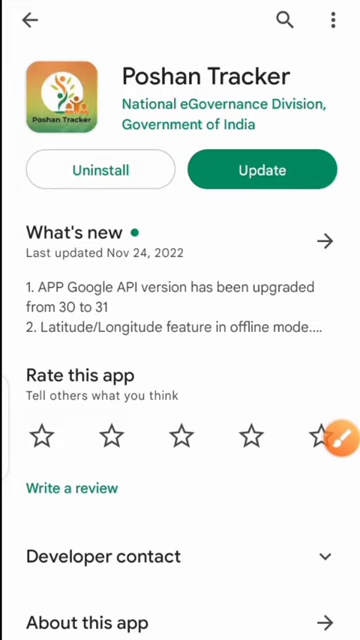 Poshan Tracker
Poshan Tracker
National eGovernance Division,
Government of India
Uninstall
Update
What's new
Last updated Nov 24, 2022
1. APP Google API version has been upgraded
from 30 to 31
2. Latitude/Longitude feature in offline mode....
Rate this app
Tell others what you think
Write a review
Developer contact
About this app